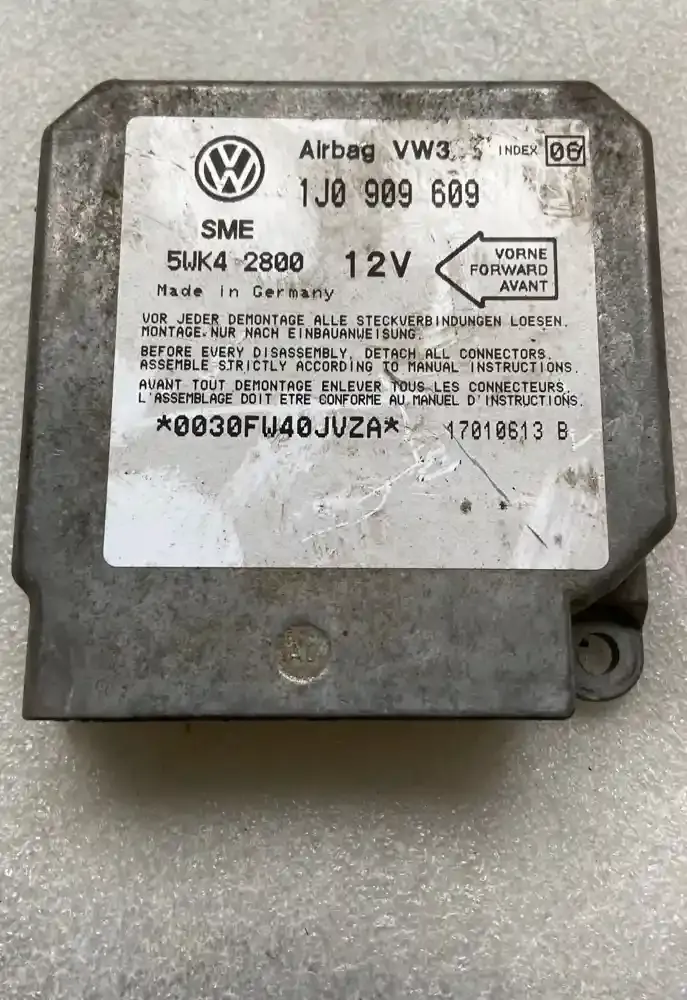 Airbag VW3 INDEX 06
1J0 909 609
SME
5WK4 2800 12V
VORNE
FORWARD
AVANT
Made in Germany
VOR JEDER DEMONTAGE ALLE STECKVERBINDUNGEN LOESEN.
MONTAGE NUR NACH EINBAUANWEISUNG.
BEFORE EVERY DISASSEMBLY, DETACH ALL CONNECTORS.
ASSEMBLE STRICTLY ACCORDING TO MANUAL INSTRUCTIONS.
AVANT TOUT DEMONTAGE ENLEVER TOUS LES CONNECTEURS.
L'ASSEMBLAGE DOIT ETRE CONFORME AU MANUEL D'INSTRUCTIONS.
*0030FW40JVZA* 17010613 B